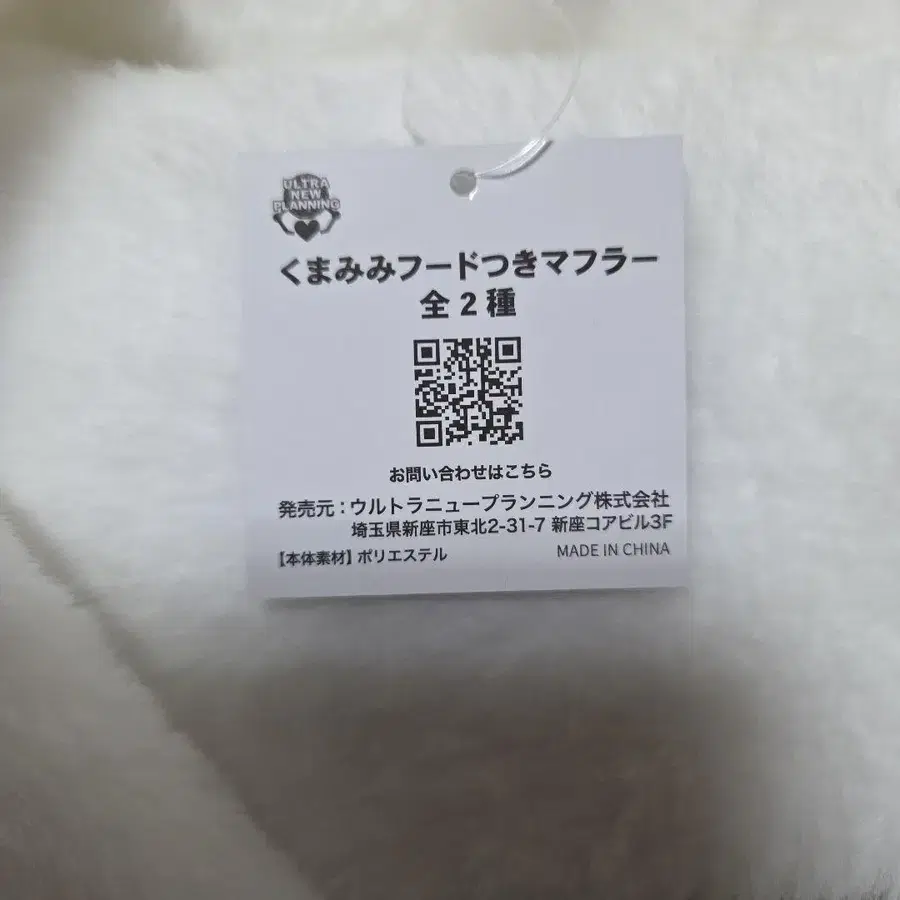 ULTRA
NEW
PLANNING
くまみみフードつきマフラー
全2種
お問い合わせはこちら
発売元：ウルトラニュープランニング株式会社
埼玉県新座市東北2-31-7 新座コアビル3F
【本体素材】ポリエステル MADE IN CHINA